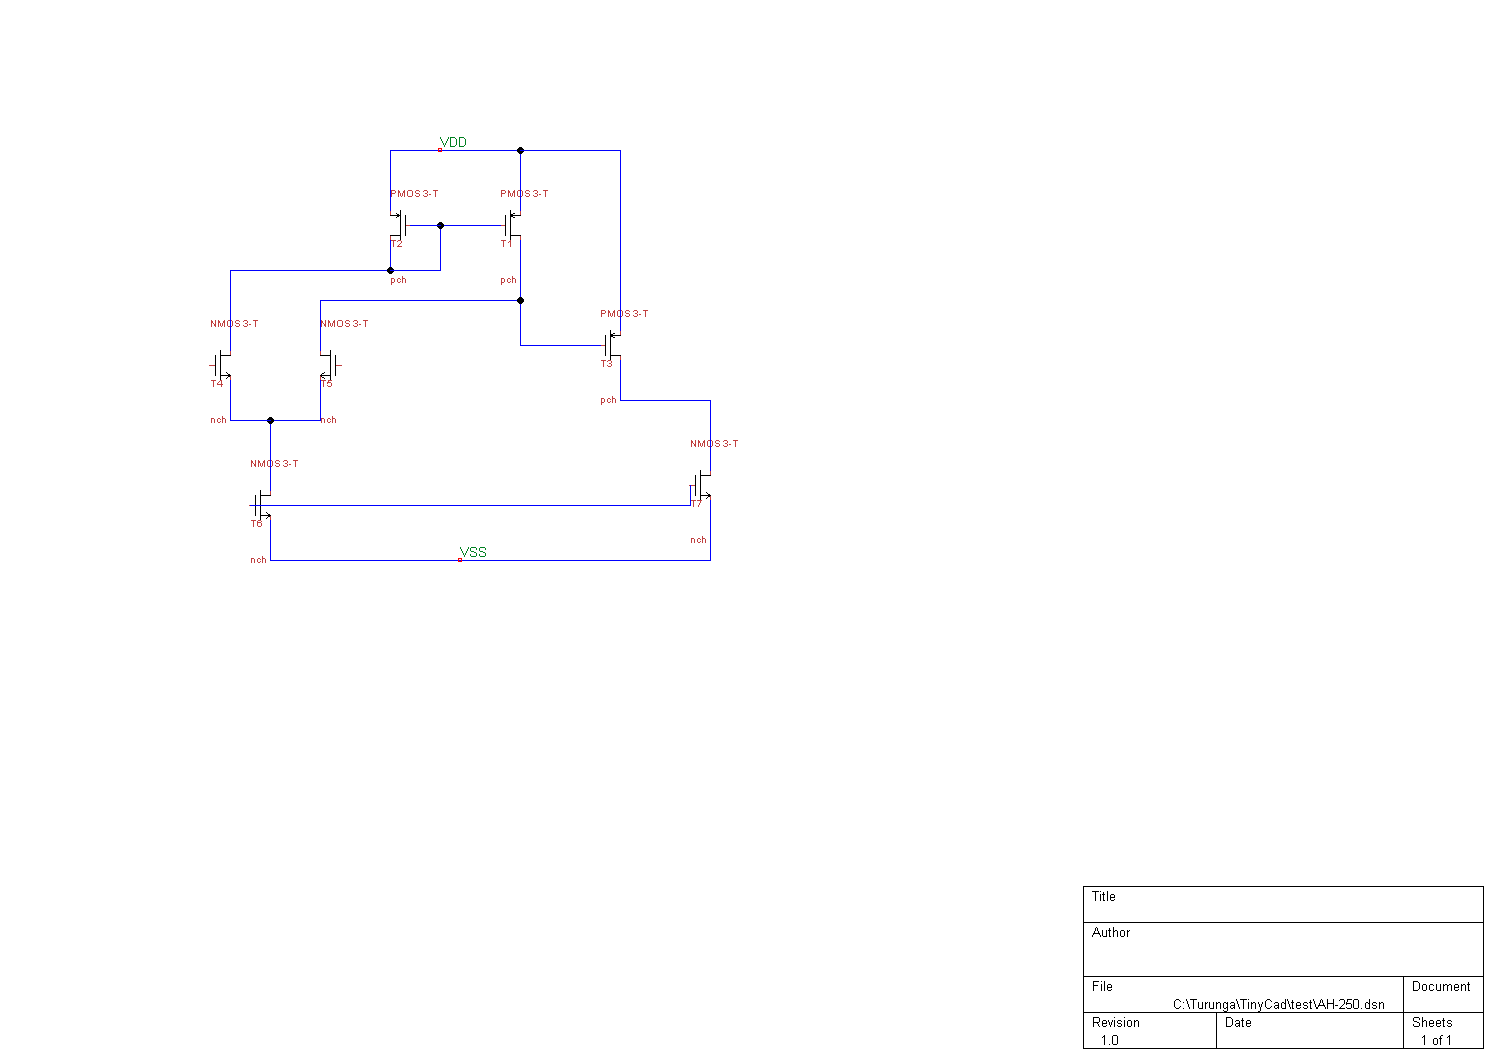 VDD
PMOS3-T PMOS3-T
T2 T1
pch pch
NMOS3-T NMOS3-T PMOS3-T
T3
T4 T5
pch
nch nch
NMOS3-T
NMOS3-T
T7
T6
nch
VSS
nch
Title
Author
File Document
C:\Turunga\TinyCad\test\AH-250.dsn
Revision Date Sheets
1.0 1 of 1